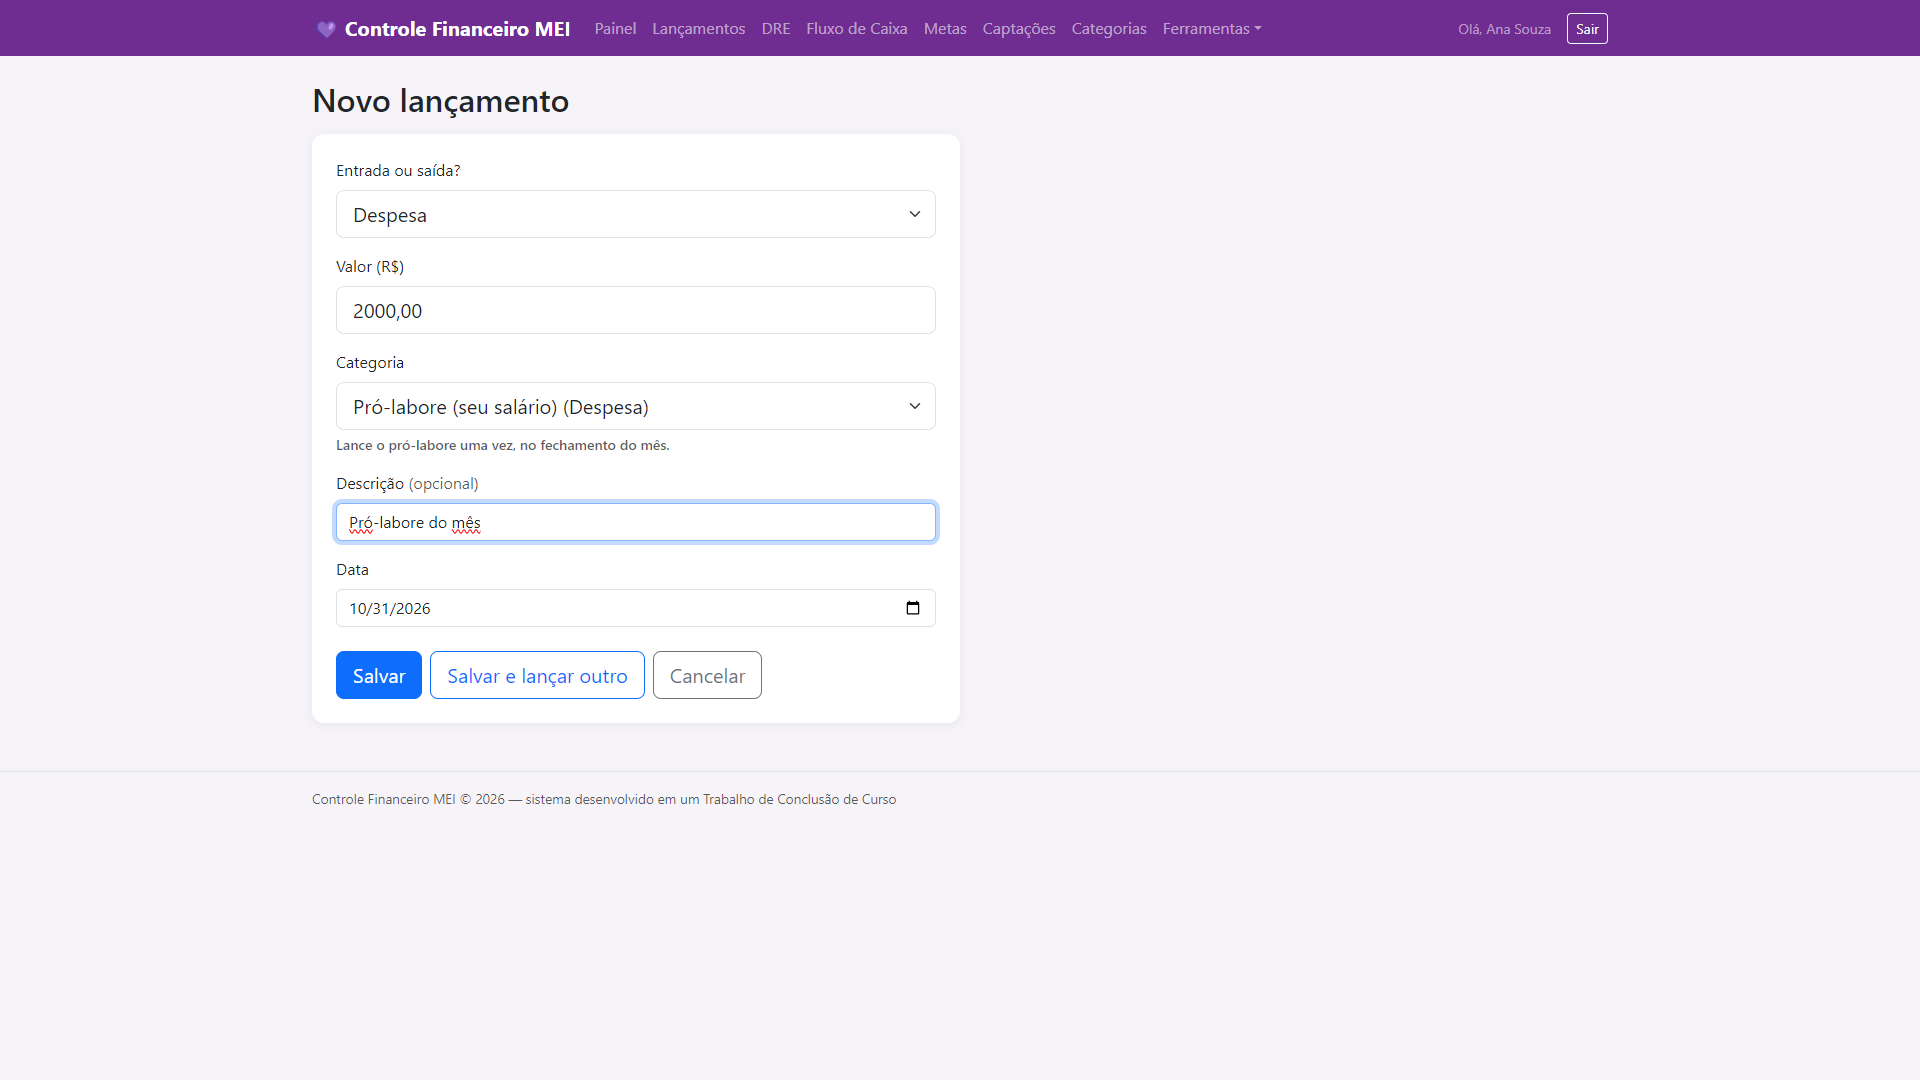 Controle Financeiro MEI Painel Lançamentos DRE Fluxo de Caixa Metas Captações Categorias Ferramentas Olá, Ana Souza Sair
Novo lançamento
Entrada ou saída?
Despesa
Valor (R$)
2000,00
Categoria
Pró-labore (seu salário) (Despesa)
Lance o pró-labore uma vez, no fechamento do mês.
Descrição (opcional)
Pró-labore do mês
Data
10/31/2026
Salvar Salvar e lançar outro Cancelar
Controle Financeiro MEI © 2026 — sistema desenvolvido em um Trabalho de Conclusão de Curso